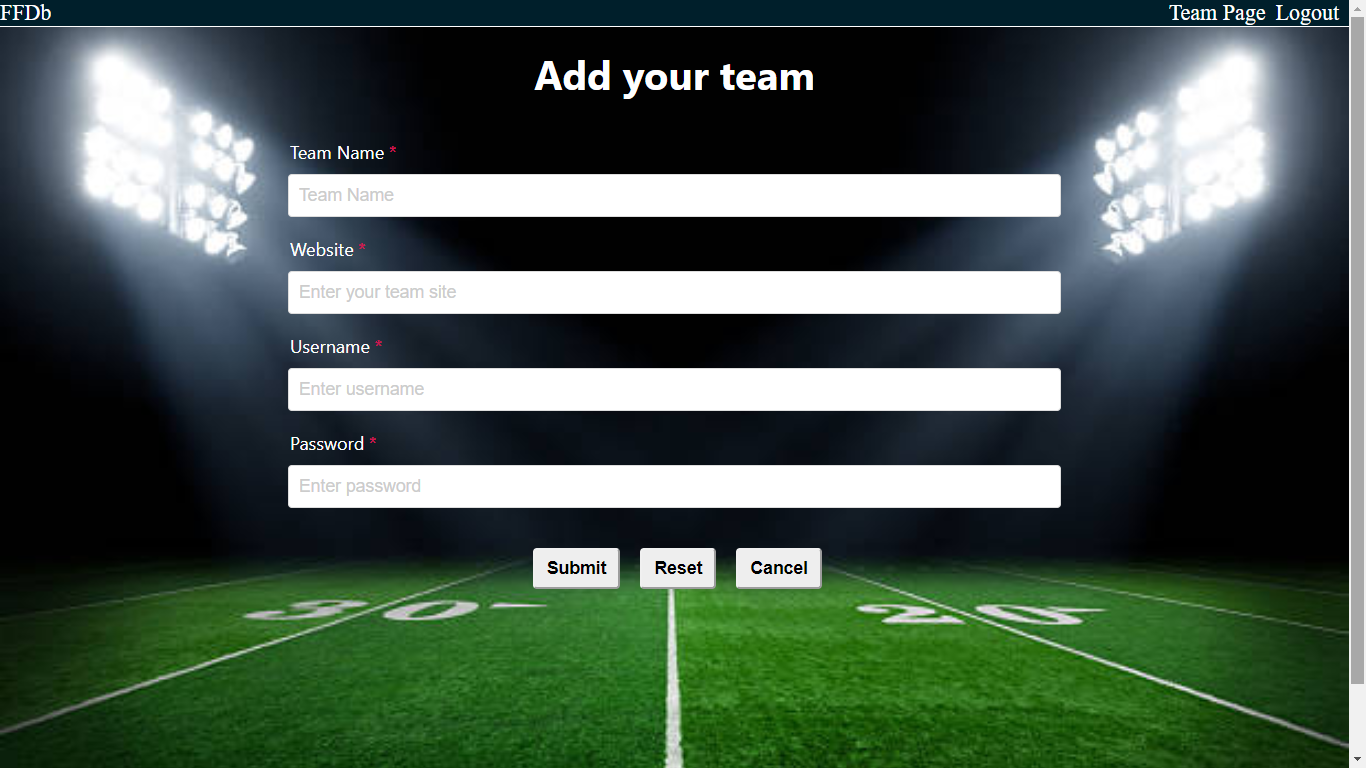 FFDb
Team Page Logout
Add your team
Team Name *
Team Name
Website *
Enter your team site
Username *
Enter username
Password *
Enter password
Submit Reset Cancel
30 20